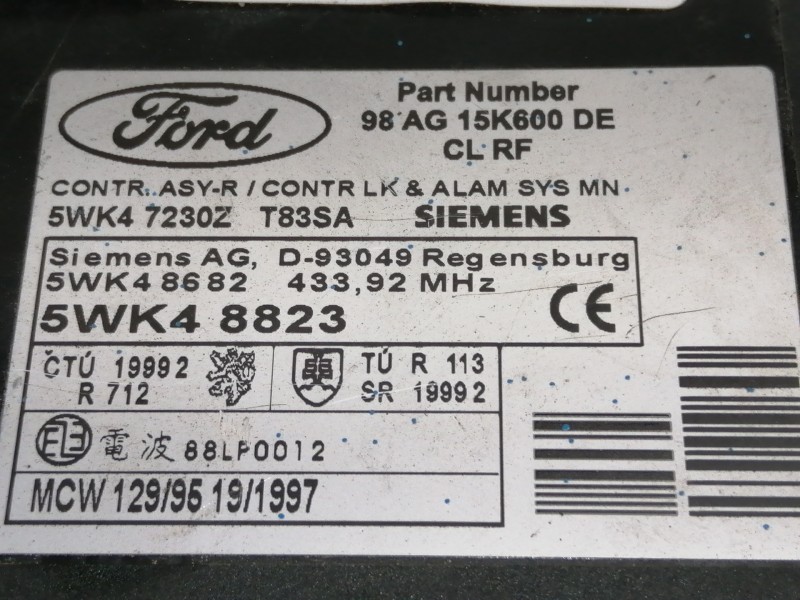 Ford
Part Number
98 AG 15K600 DE
CL RF
CONTR. ASY-R / CONTR LK & ALAM SYS MN
5WK4 7230Z T83SA SIEMENS
Siemens AG, D-93049 Regensburg
5WK4 8682 433,92 MHz
5WK4 8823 CE
ČTÚ 19992 TÚ R 113
R 712 SR 19992
電波 88LP0012
MCW 129/95 19/1997